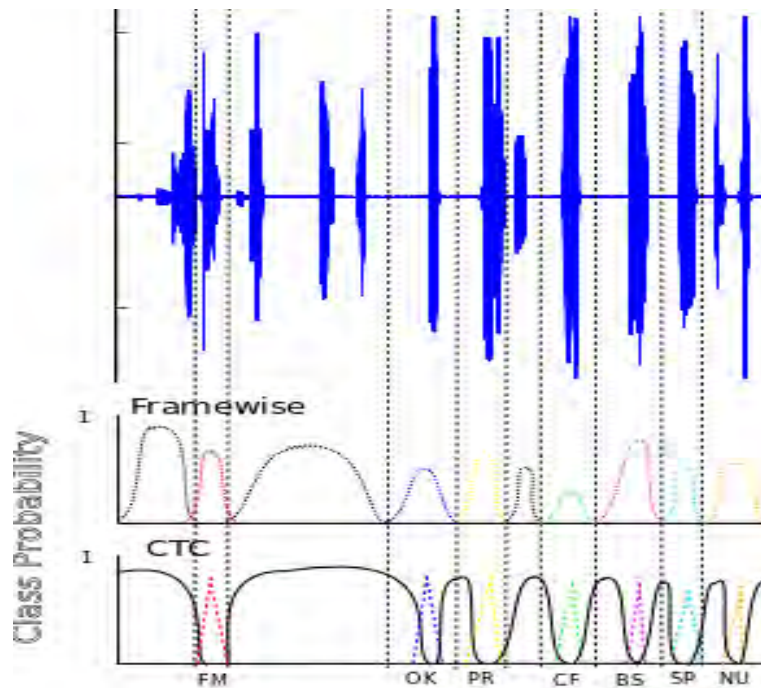 1 Framewise
Class Probability
1 CTC
FM OK PR CF BS SP NU